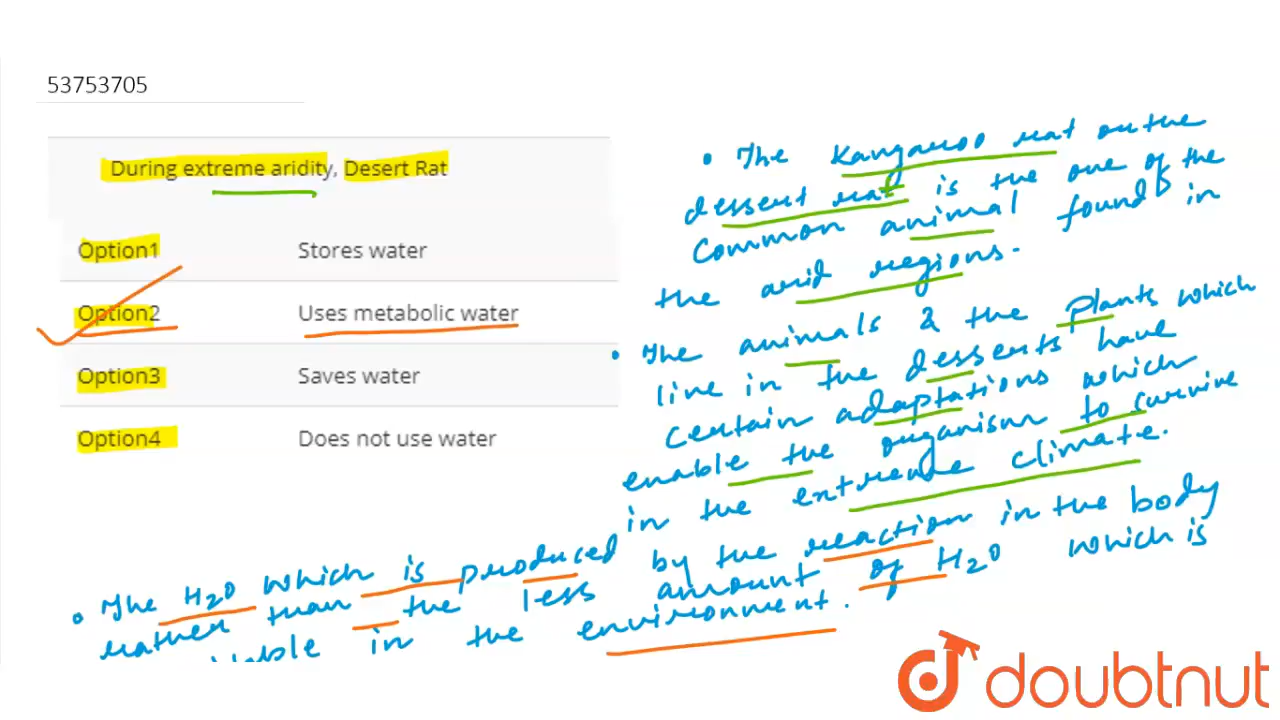 53753705
During extreme aridity, Desert Rat
Option1 Stores water
Option2 Uses metabolic water
Option3 Saves water
Option4 Does not use water
• The Kangaroo rat or the
dessert rat is the one of the
common animal found in
the arid regions.
• The animals & the plants which
live in the desserts have
certain adaptations which
enable the organism to survive
in the extreme climate.
• The H2O which is produced by the reaction in the body
rather than the less amount of H2O which is
in the environment.
doubtnut